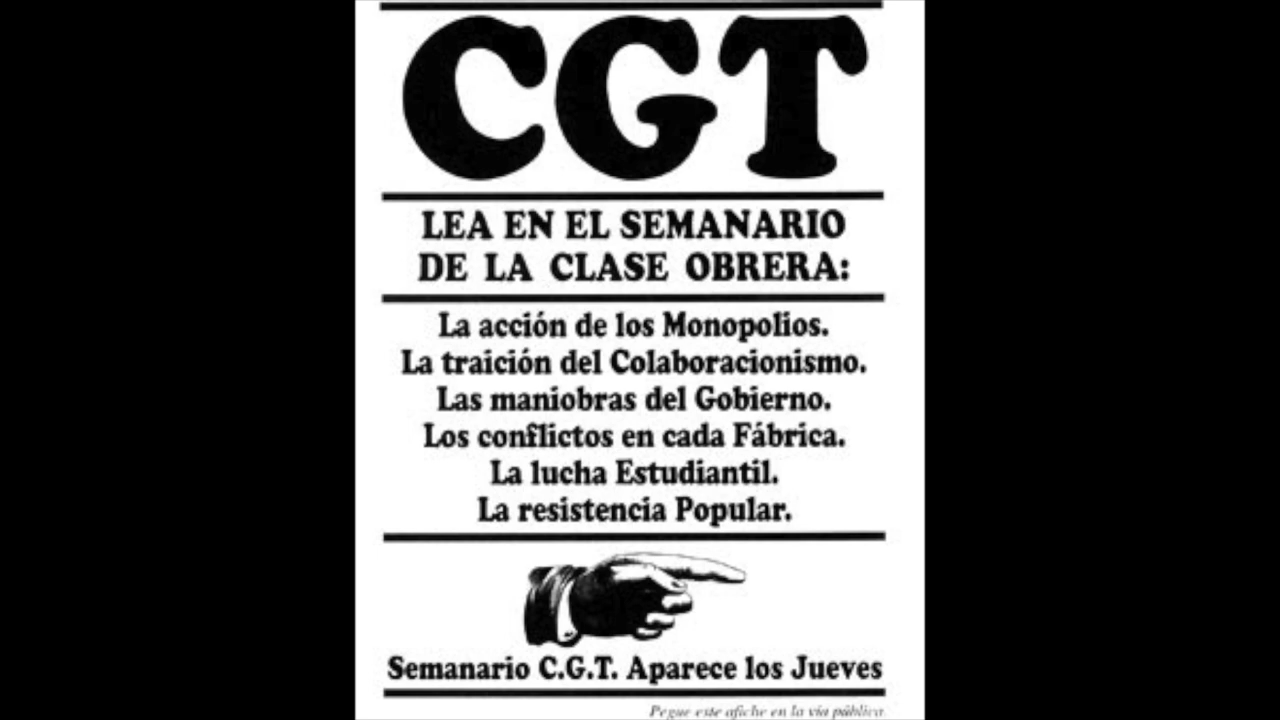 CGT
LEA EN EL SEMANARIO
DE LA CLASE OBRERA:
La acción de los Monopolios.
La traición del Colaboracionismo.
Las maniobras del Gobierno.
Los conflictos en cada Fábrica.
La lucha Estudiantil.
La resistencia Popular.
Semanario C.G.T. Aparece los Jueves
Pegue este afiche en la vía pública.